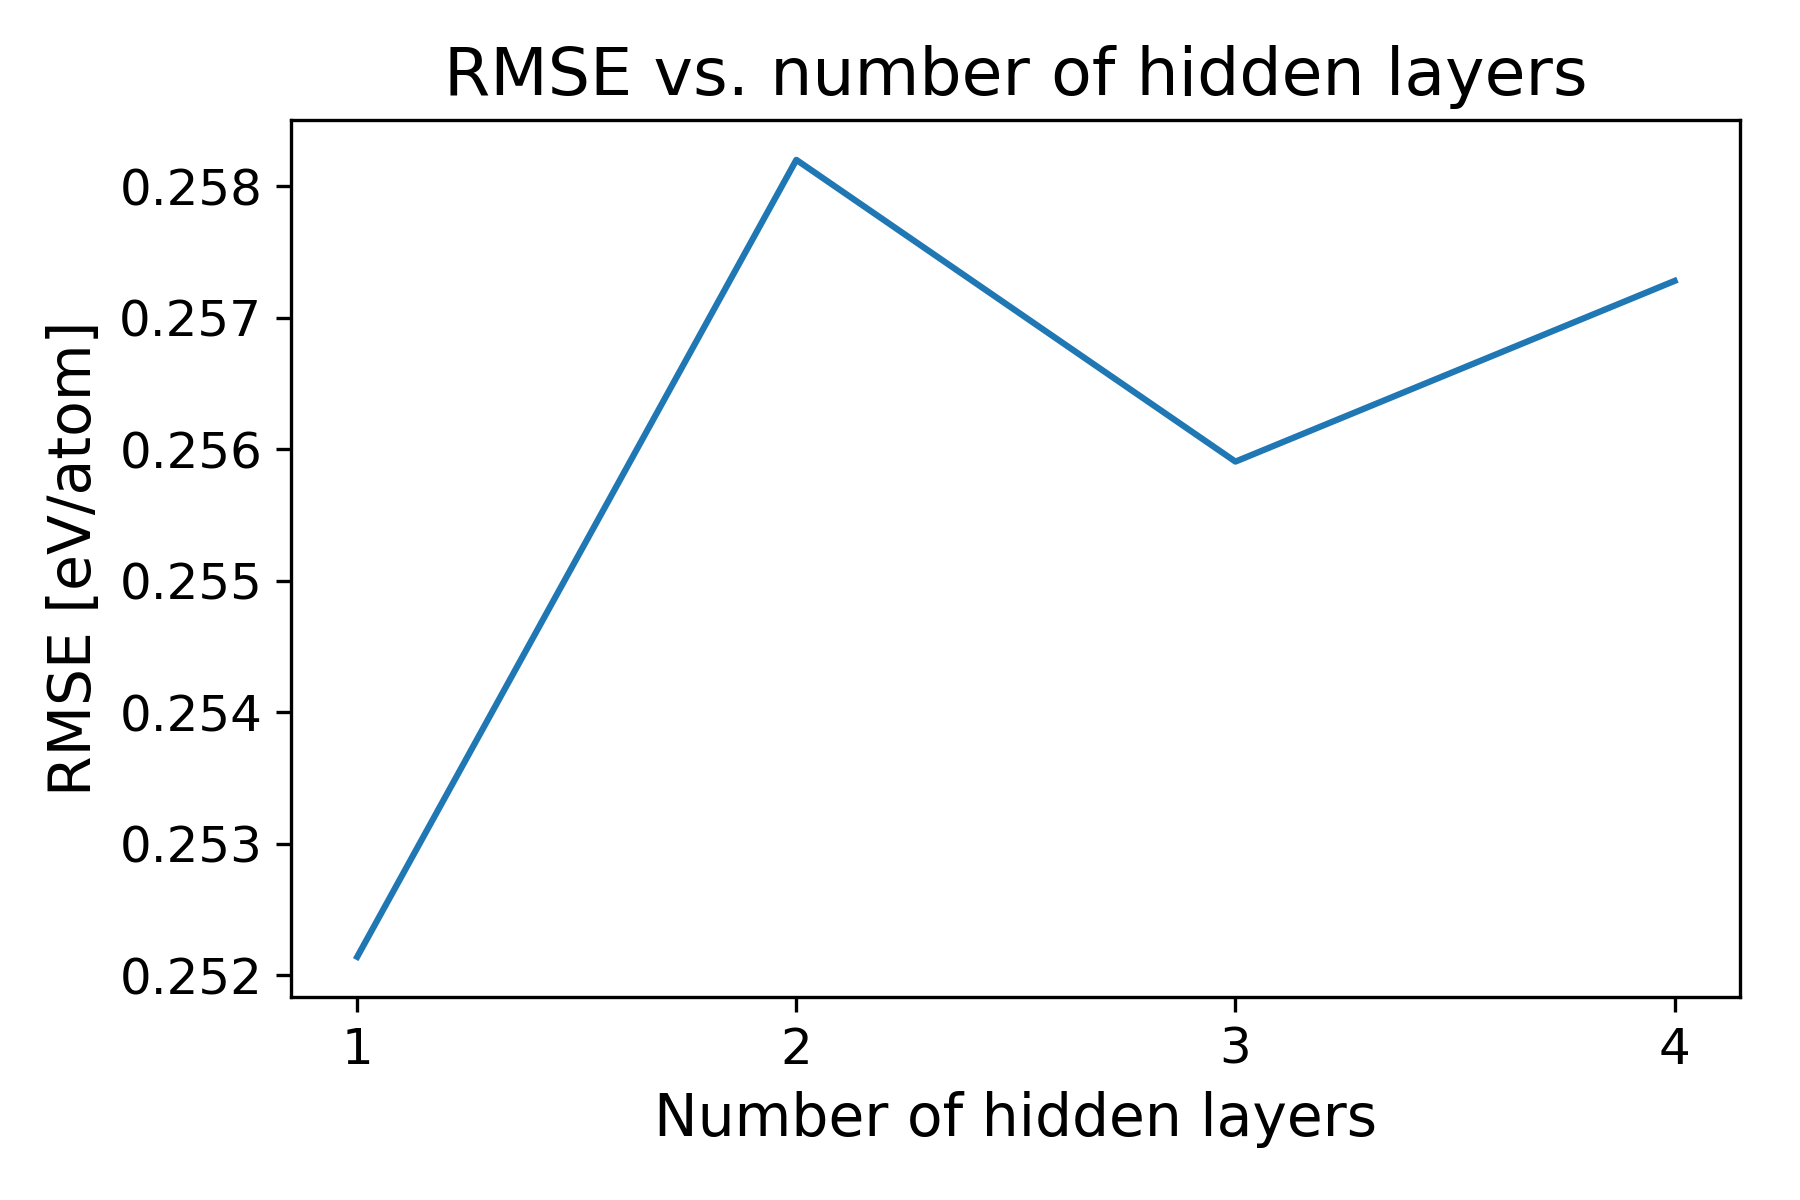 RMSE vs. number of hidden layers
RMSE [eV/atom]
0.258
0.257
0.256
0.255
0.254
0.253
0.252
1 2 3 4
Number of hidden layers